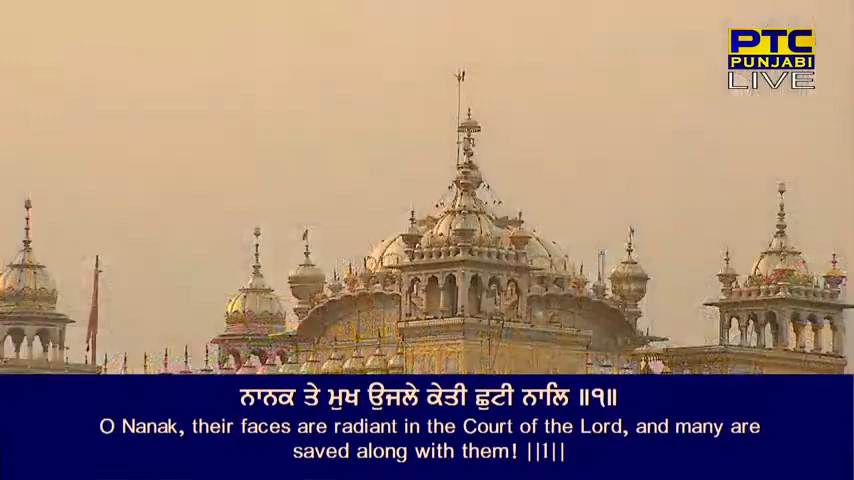 PTC
PUNJABI
LIVE
ਨਾਨਕ ਤੇ ਮੁਖ ਉਜਲੇ ਕੇਤੀ ਛੁਟੀ ਨਾਲਿ ॥੧॥
O Nanak, their faces are radiant in the Court of the Lord, and many are
saved along with them! ||1||